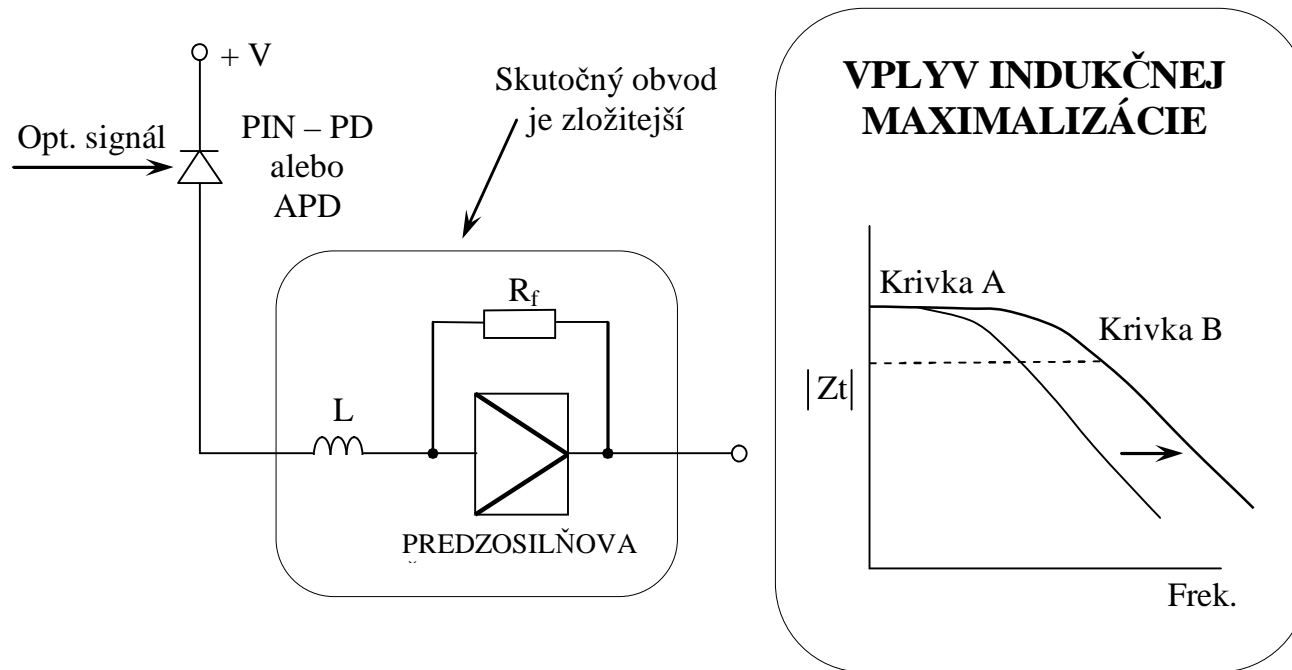 + V
Opt. signál
PIN – PD
alebo
APD
Skutočný obvod
je zložitejší
R_f
L
PREDZOSILŇOVA
VPLYV INDUKČNEJ
MAXIMALIZÁCIE
Krivka A
Krivka B
|Zt|
Frek.